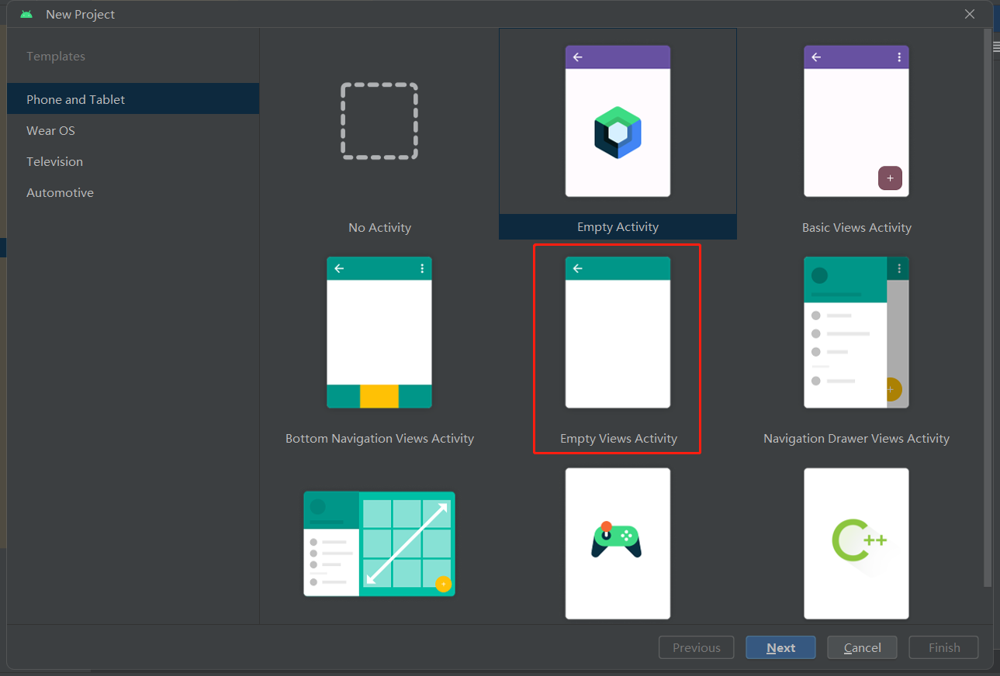 New Project
Templates
Phone and Tablet
Wear OS
Television
Automotive
No Activity
Empty Activity
Basic Views Activity
Bottom Navigation Views Activity
Empty Views Activity
Navigation Drawer Views Activity
C++
Previous
Next
Cancel
Finish